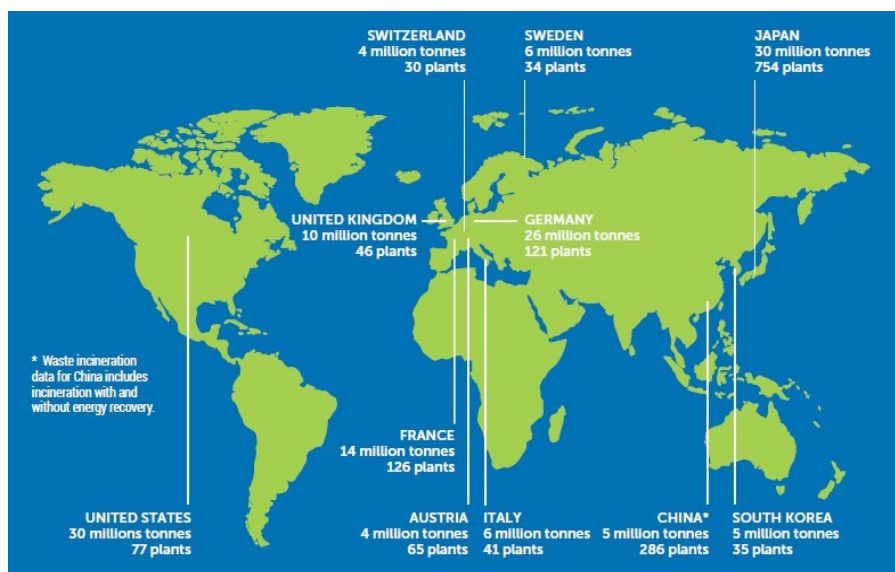 SWITZERLAND
4 million tonnes
30 plants
SWEDEN
6 million tonnes
34 plants
JAPAN
30 million tonnes
754 plants
UNITED KINGDOM
10 million tonnes
46 plants
GERMANY
26 million tonnes
121 plants
* Waste incineration
data for China includes
incineration with and
without energy recovery.
FRANCE
14 million tonnes
126 plants
UNITED STATES
30 millions tonnes
77 plants
AUSTRIA
4 million tonnes
65 plants
ITALY
6 million tonnes
41 plants
CHINA*
5 million tonnes
286 plants
SOUTH KOREA
5 million tonnes
35 plants